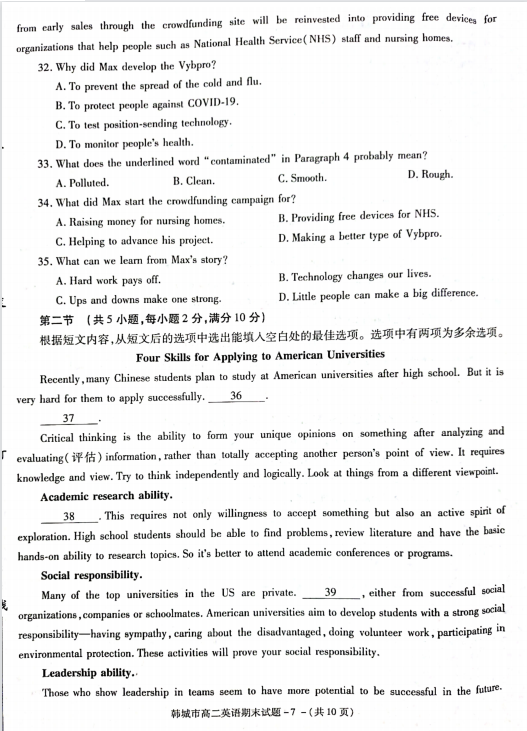 from early sales through the crowdfunding site will be reinvested into providing free devices for
organizations that help people such as National Health Service(NHS) staff and nursing homes.
32. Why did Max develop the Vybpro?
A. To prevent the spread of the cold and flu.
B. To protect people against COVID-19.
C. To test position-sending technology.
D. To monitor people's health.
33. What does the underlined word “contaminated” in Paragraph 4 probably mean?
A. Polluted. B. Clean. C. Smooth. D. Rough.
34. What did Max start the crowdfunding campaign for?
A. Raising money for nursing homes. B. Providing free devices for NHS.
C. Helping to advance his project. D. Making a better type of Vybpro.
35. What can we learn from Max's story?
A. Hard work pays off. B. Technology changes our lives.
C. Ups and downs make one strong. D. Little people can make a big difference.
第二节 (共5小题,每小题2分,满分10分)
根据短文内容,从短文后的选项中选出能填入空白处的最佳选项。选项中有两项为多余选项。
Four Skills for Applying to American Universities
Recently, many Chinese students plan to study at American universities after high school. But it is
very hard for them to apply successfully. 36 .
37 .
Critical thinking is the ability to form your unique opinions on something after analyzing and
evaluating(评估) information, rather than totally accepting another person's point of view. It requires
knowledge and view. Try to think independently and logically. Look at things from a different viewpoint.
Academic research ability.
38 . This requires not only willingness to accept something but also an active spirit of
exploration. High school students should be able to find problems, review literature and have the basic
hands-on ability to research topics. So it's better to attend academic conferences or programs.
Social responsibility.
Many of the top universities in the US are private. 39 , either from successful social
organizations, companies or schoolmates. American universities aim to develop students with a strong social
responsibility—having sympathy, caring about the disadvantaged, doing volunteer work, participating in
environmental protection. These activities will prove your social responsibility.
Leadership ability.
Those who show leadership in teams seem to have more potential to be successful in the future.
韩城市高二英语期末试题-7-(共10页)